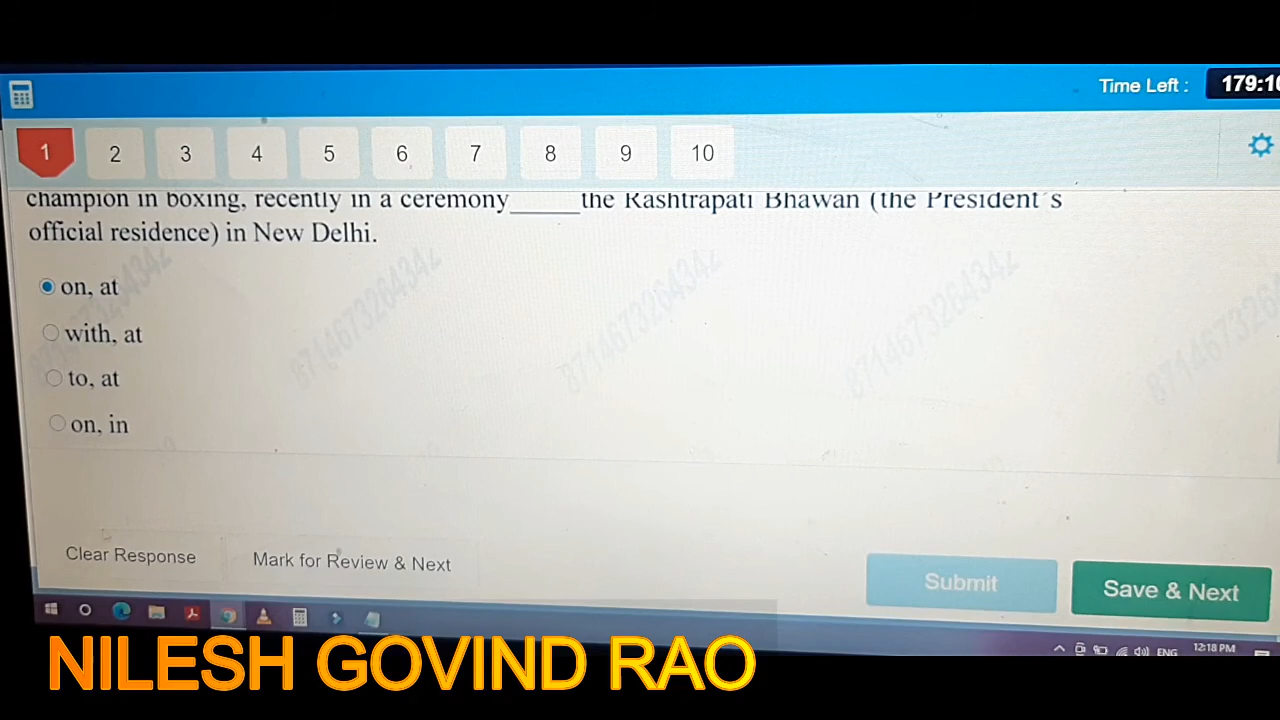 Time Left :
1 2 3 4 5 6 7 8 9 10
champion in boxing, recently in a ceremony_____the Rashtrapati Bhawan (the President´s
official residence) in New Delhi.
on, at
with, at
to, at
on, in
Clear Response
Mark for Review & Next
Submit
Save & Next
ENG
12:18 PM
NILESH GOVIND RAO